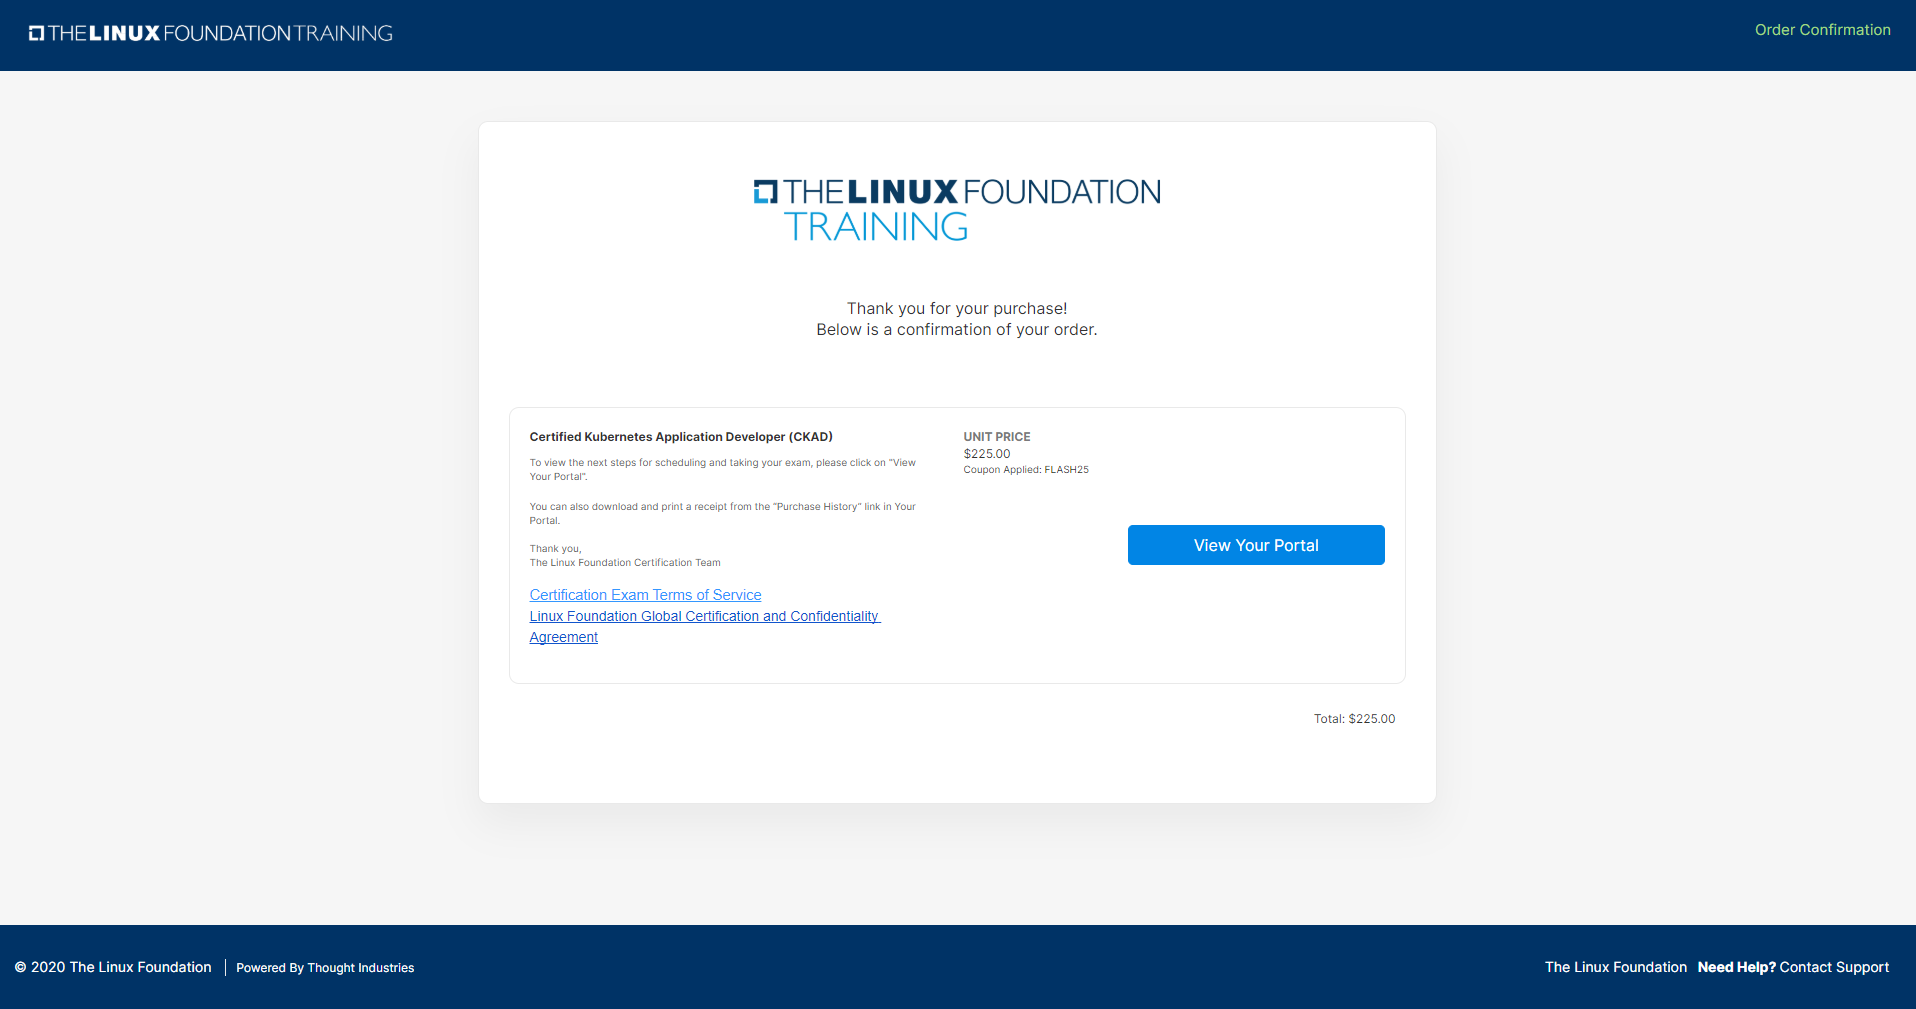 THE LINUX FOUNDATION TRAINING
Order Confirmation
THE LINUX FOUNDATION
TRAINING
Thank you for your purchase!
Below is a confirmation of your order.
Certified Kubernetes Application Developer (CKAD)
To view the next steps for scheduling and taking your exam, please click on "View
Your Portal".
You can also download and print a receipt from the "Purchase History" link in Your
Portal.
Thank you,
The Linux Foundation Certification Team
Certification Exam Terms of Service
Linux Foundation Global Certification and Confidentiality
Agreement
UNIT PRICE
$225.00
Coupon Applied: FLASH25
View Your Portal
Total: $225.00
© 2020 The Linux Foundation | Powered By Thought Industries
The Linux Foundation Need Help? Contact Support